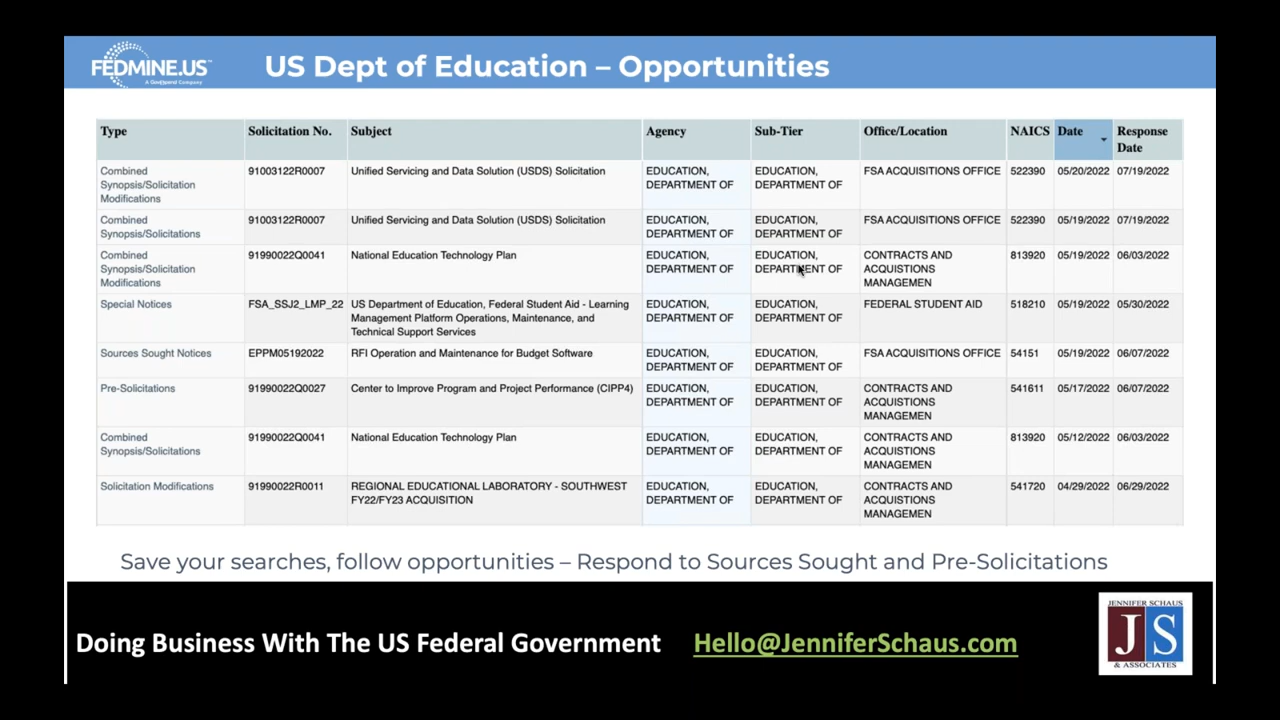 FEDMINE.US™
A GovSpend Company
US Dept of Education – Opportunities
Type Solicitation No. Subject Agency Sub-Tier Office/Location NAICS Date Response
Date
Combined 91003122R0007 Unified Servicing and Data Solution (USDS) Solicitation EDUCATION, EDUCATION, FSA ACQUISITIONS OFFICE 522390 05/20/2022 07/19/2022
Synopsis/Solicitation DEPARTMENT OF DEPARTMENT OF
Modifications
Combined 91003122R0007 Unified Servicing and Data Solution (USDS) Solicitation EDUCATION, EDUCATION, FSA ACQUISITIONS OFFICE 522390 05/19/2022 07/19/2022
Synopsis/Solicitations DEPARTMENT OF DEPARTMENT OF
Combined 91990022Q0041 National Education Technology Plan EDUCATION, EDUCATION, CONTRACTS AND 813920 05/19/2022 06/03/2022
Synopsis/Solicitation DEPARTMENT OF DEPARTMENT OF ACQUISTIONS
Modifications MANAGEMEN
Special Notices FSA_SSJ2_LMP_22 US Department of Education, Federal Student Aid - Learning EDUCATION, EDUCATION, FEDERAL STUDENT AID 518210 05/19/2022 05/30/2022
Management Platform Operations, Maintenance, and DEPARTMENT OF DEPARTMENT OF
Technical Support Services
Sources Sought Notices EPPM05192022 RFI Operation and Maintenance for Budget Software EDUCATION, EDUCATION, FSA ACQUISITIONS OFFICE 54151 05/19/2022 06/07/2022
DEPARTMENT OF DEPARTMENT OF
Pre-Solicitations 91990022Q0027 Center to Improve Program and Project Performance (CIPP4) EDUCATION, EDUCATION, CONTRACTS AND 541611 05/17/2022 06/07/2022
DEPARTMENT OF DEPARTMENT OF ACQUISTIONS
MANAGEMEN
Combined 91990022Q0041 National Education Technology Plan EDUCATION, EDUCATION, CONTRACTS AND 813920 05/12/2022 06/03/2022
Synopsis/Solicitations DEPARTMENT OF DEPARTMENT OF ACQUISTIONS
MANAGEMEN
Solicitation Modifications 91990022R0011 REGIONAL EDUCATIONAL LABORATORY - SOUTHWEST EDUCATION, EDUCATION, CONTRACTS AND 541720 04/29/2022 06/29/2022
FY22/FY23 ACQUISITION DEPARTMENT OF DEPARTMENT OF ACQUISTIONS
MANAGEMEN
Save your searches, follow opportunities – Respond to Sources Sought and Pre-Solicitations
Doing Business With The US Federal Government Hello@JenniferSchaus.com
JENNIFER SCHAUS
JS
& ASSOCIATES